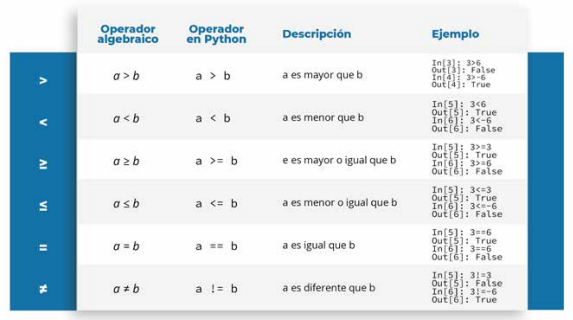 Operador algebraico
Operador en Python
Descripción
Ejemplo
>
a > b
a > b
a es mayor que b
In[3]: 3>6
Out[3]: False
In[4]: 3>-6
Out[4]: True
<
a < b
a < b
a es menor que b
In[5]: 3<6
Out[5]: True
In[6]: 3<-6
Out[6]: False
≥
a ≥ b
a >= b
e es mayor o igual que b
In[5]: 3>=3
Out[5]: True
In[6]: 3>=6
Out[6]: False
≤
a ≤ b
a <= b
a es menor o igual que b
In[5]: 3<=3
Out[5]: True
In[6]: 3<=-6
Out[6]: False
=
a = b
a == b
a es igual que b
In[5]: 3==6
Out[5]: True
In[6]: 3==6
Out[6]: False
≠
a ≠ b
a != b
a es diferente que b
In[5]: 3!=3
Out[5]: False
In[6]: 3!=-6
Out[6]: True